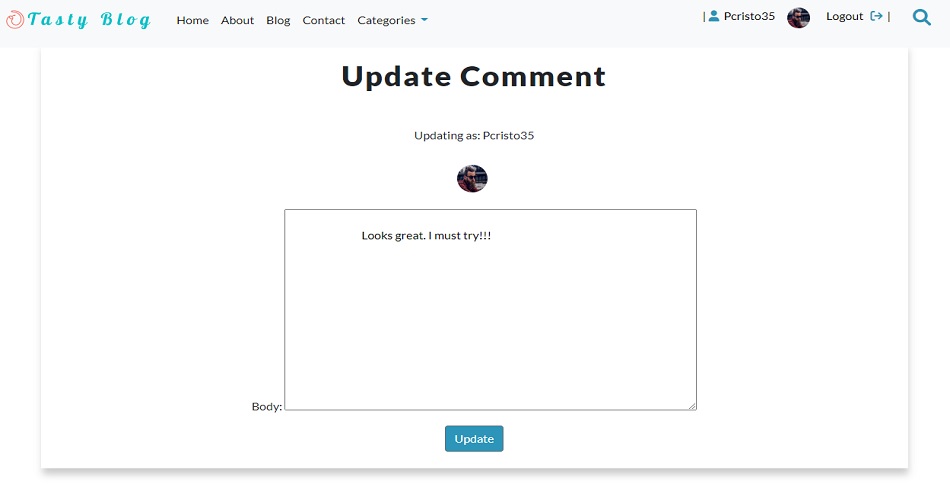 Tasty Blog Home About Blog Contact Categories | Pcristo35 Logout |
Update Comment
Updating as: Pcristo35
Looks great. I must try!!!
Body:
Update